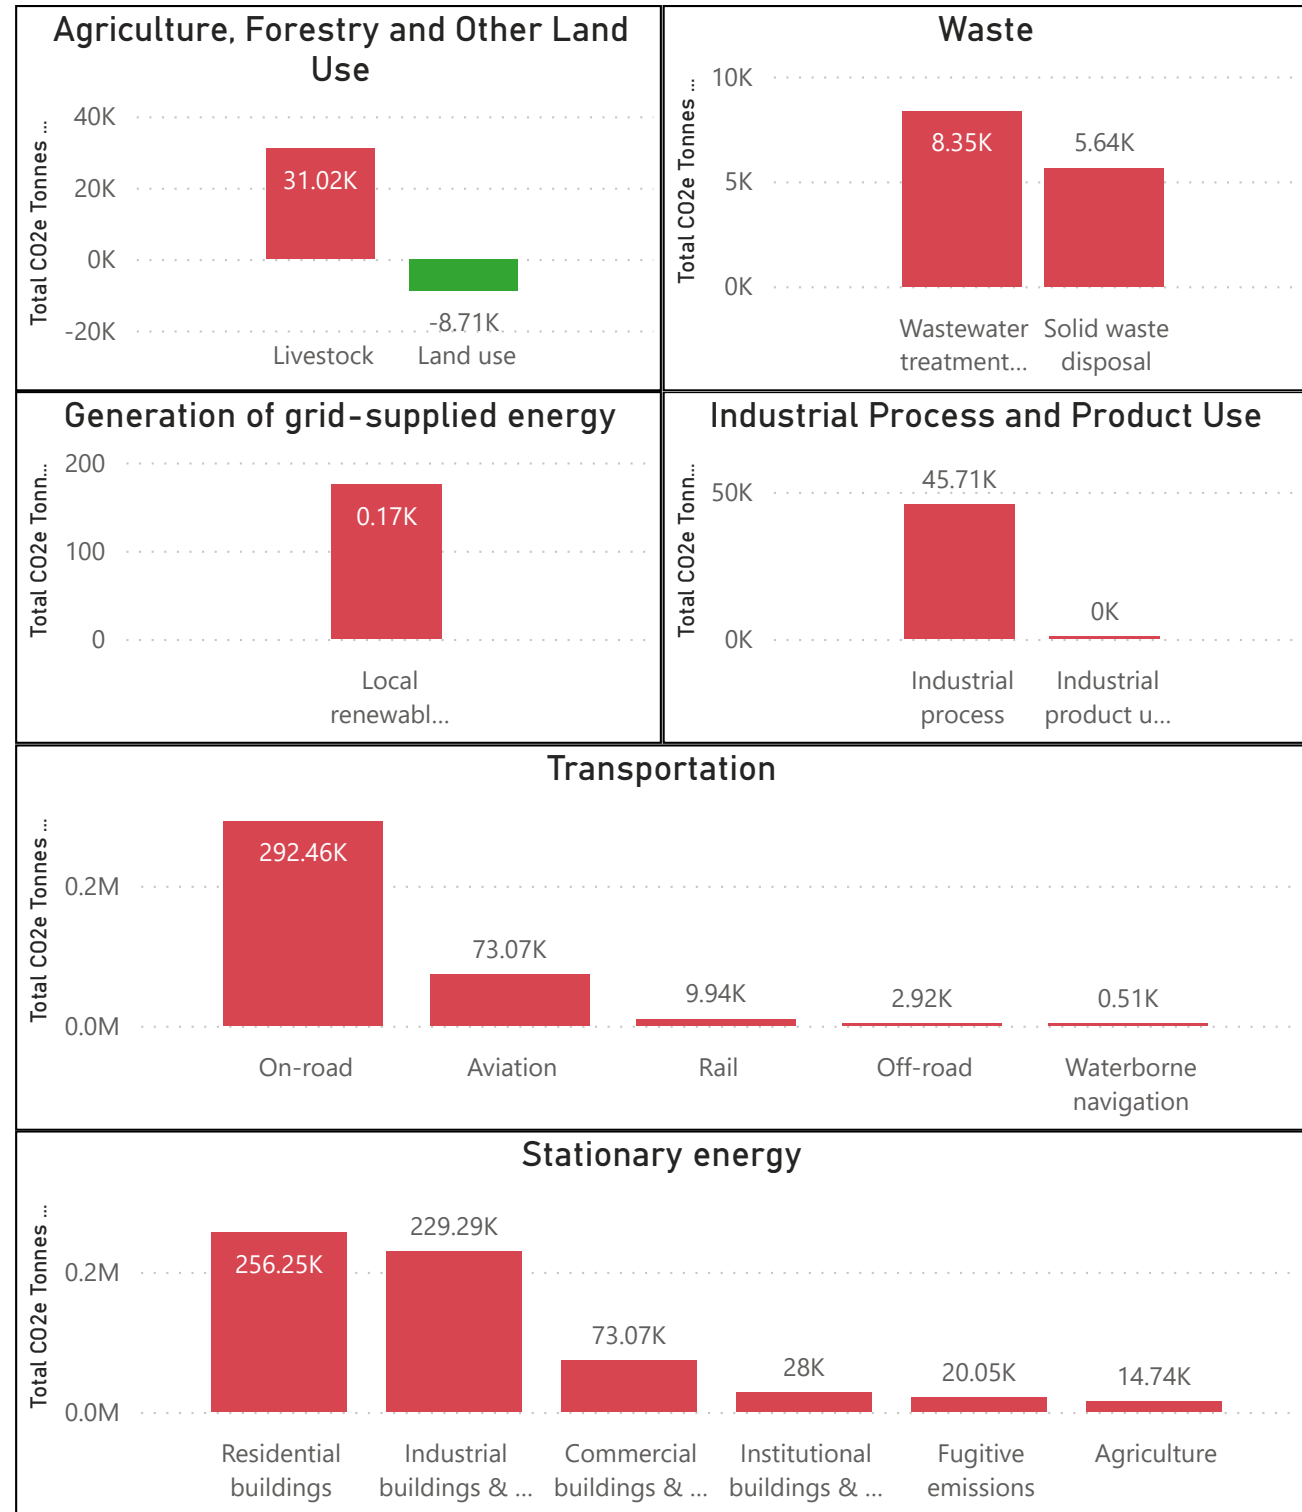 Agriculture, Forestry and Other Land
Use
Total CO2e Tonnes ...
40K
20K
0K
-20K
31.02K
-8.71K
Livestock
Land use
Waste
Total CO2e Tonnes ...
10K
5K
0K
8.35K
5.64K
Wastewater
treatment...
Solid waste
disposal
Generation of grid-supplied energy
Total CO2e Tonn...
200
100
0
0.17K
Local
renewabl...
Industrial Process and Product Use
Total CO2e Tonn...
50K
0K
45.71K
0K
Industrial
process
Industrial
product u...
Transportation
Total CO2e Tonnes ...
0.2M
0.0M
292.46K
73.07K
9.94K
2.92K
0.51K
On-road
Aviation
Rail
Off-road
Waterborne
navigation
Stationary energy
Total CO2e Tonnes ...
0.2M
0.0M
256.25K
229.29K
73.07K
28K
20.05K
14.74K
Residential
buildings
Industrial
buildings & ...
Commercial
buildings & ...
Institutional
buildings & ...
Fugitive
emissions
Agriculture